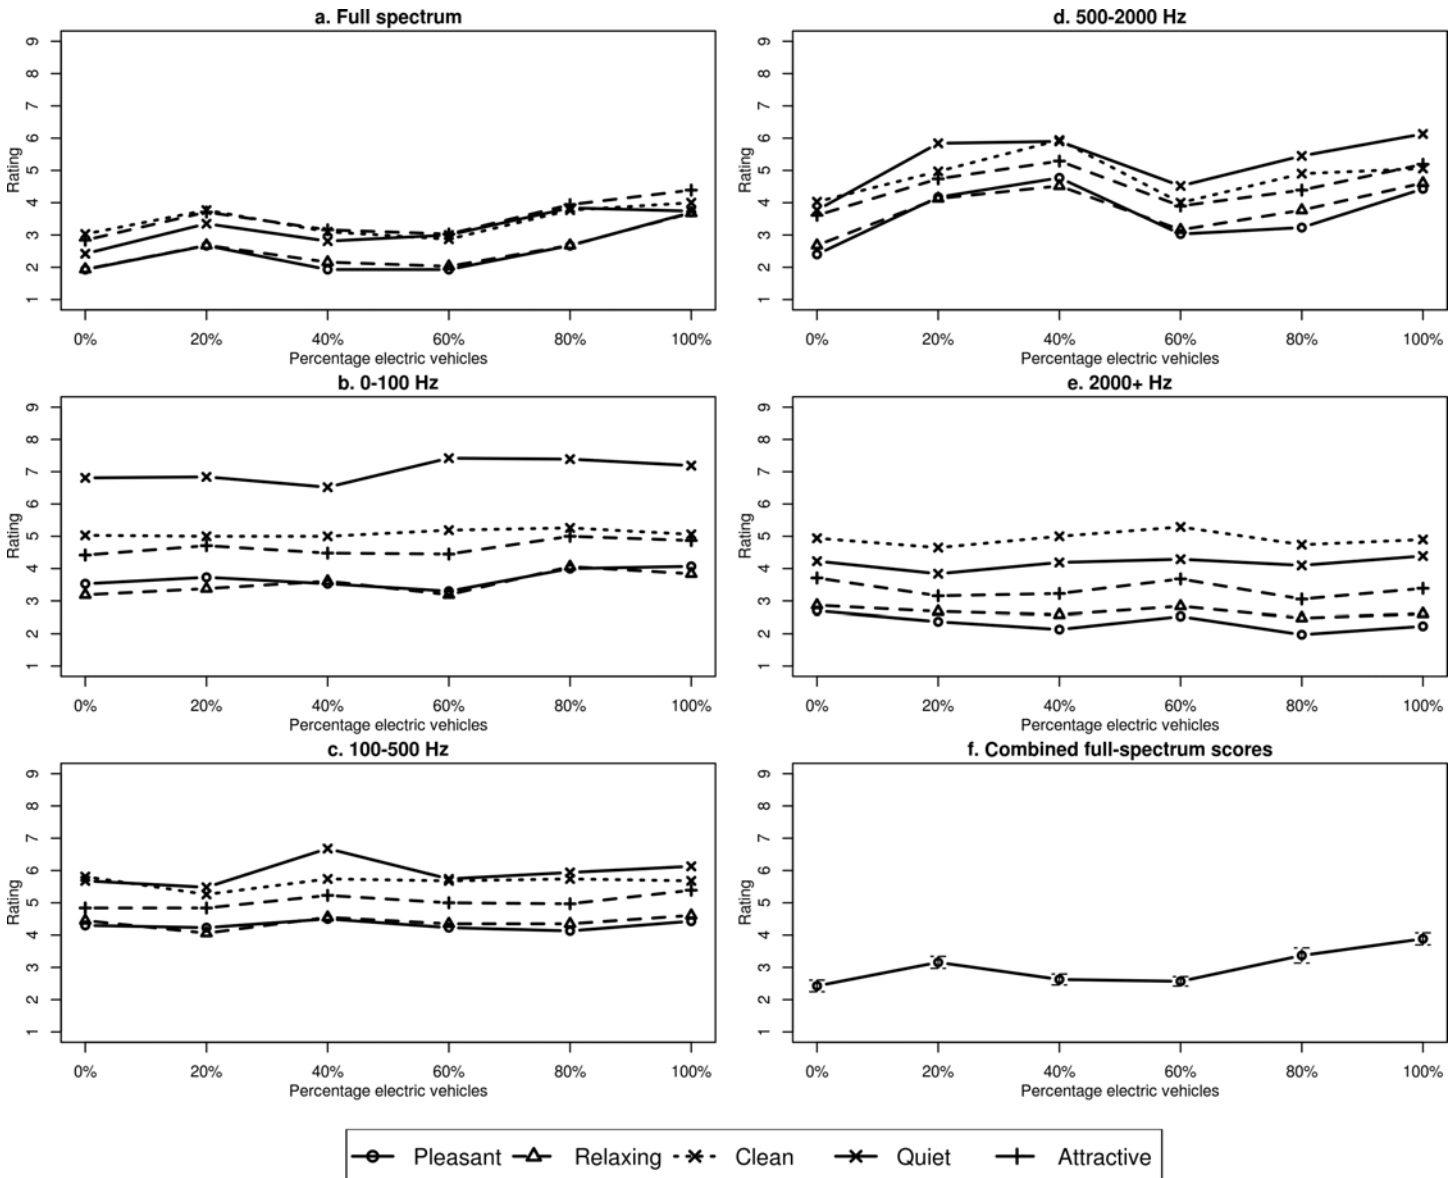 a. Full spectrum
Rating
9
8
7
6
5
4
3
2
1
0% 20% 40% 60% 80% 100%
Percentage electric vehicles
b. 0-100 Hz
Rating
9
8
7
6
5
4
3
2
1
0% 20% 40% 60% 80% 100%
Percentage electric vehicles
c. 100-500 Hz
Rating
9
8
7
6
5
4
3
2
1
0% 20% 40% 60% 80% 100%
Percentage electric vehicles
d. 500-2000 Hz
Rating
9
8
7
6
5
4
3
2
1
0% 20% 40% 60% 80% 100%
Percentage electric vehicles
e. 2000+ Hz
Rating
9
8
7
6
5
4
3
2
1
0% 20% 40% 60% 80% 100%
Percentage electric vehicles
f. Combined full-spectrum scores
Rating
9
8
7
6
5
4
3
2
1
0% 20% 40% 60% 80% 100%
Percentage electric vehicles
Pleasant Relaxing Clean Quiet Attractive